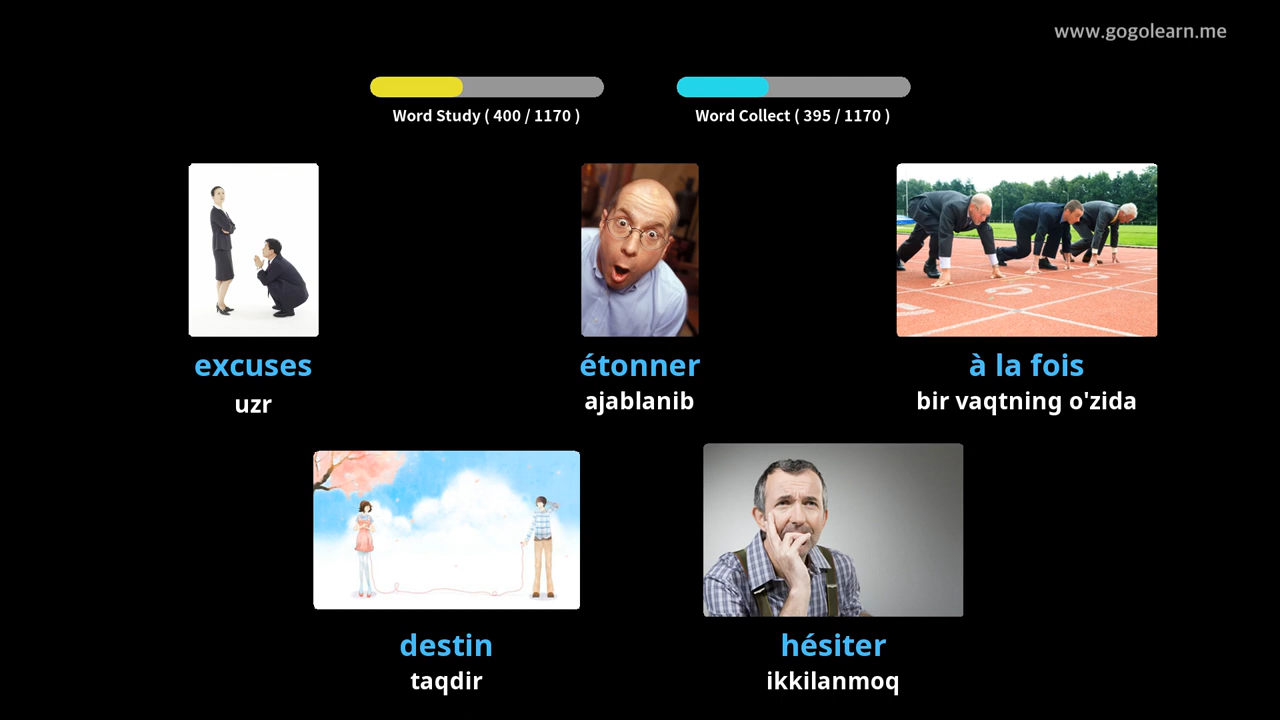 www.gogolearn.me
Word Study ( 400 / 1170 )
Word Collect ( 395 / 1170 )
excuses
uzr
étonner
ajablanib
à la fois
bir vaqtning o'zida
destin
taqdir
hésiter
ikkilanmoq